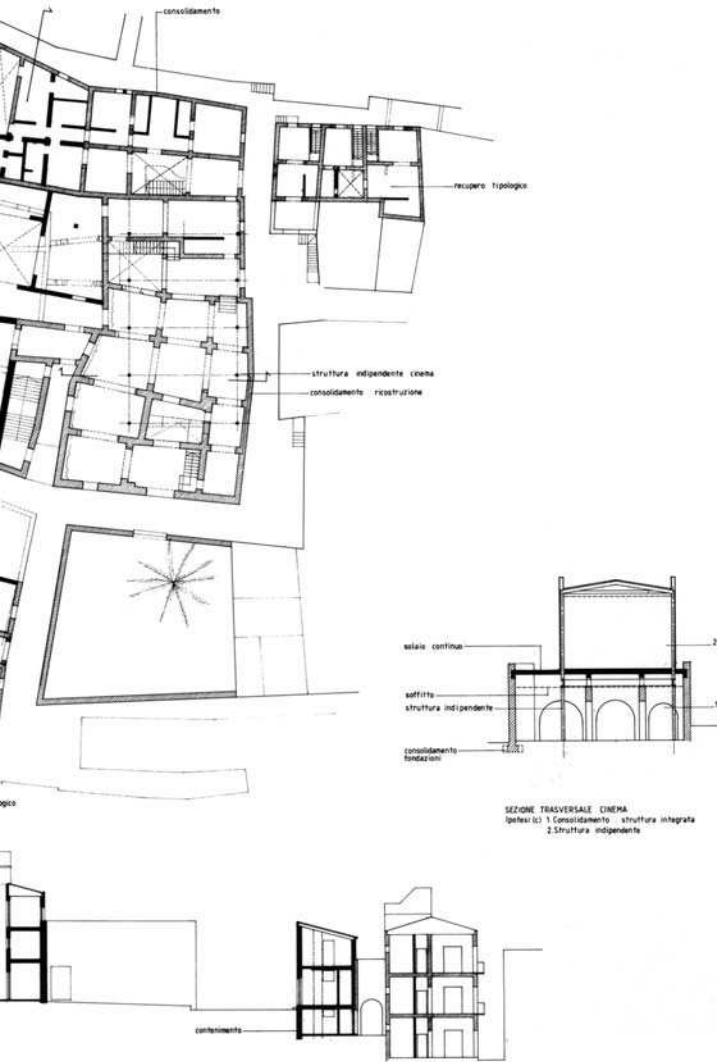 consolidamento
recupero tipologico
struttura indipendente cinema
consolidamento ricostruzione
solaio continuo
2
soffitto
struttura indipendente
1
consolidamento
fondazioni
ogico
SEZIONE TRASVERSALE CINEMA
Ipotesi (c) 1 Consolidamento struttura integrata
2. Struttura indipendente
contenimento